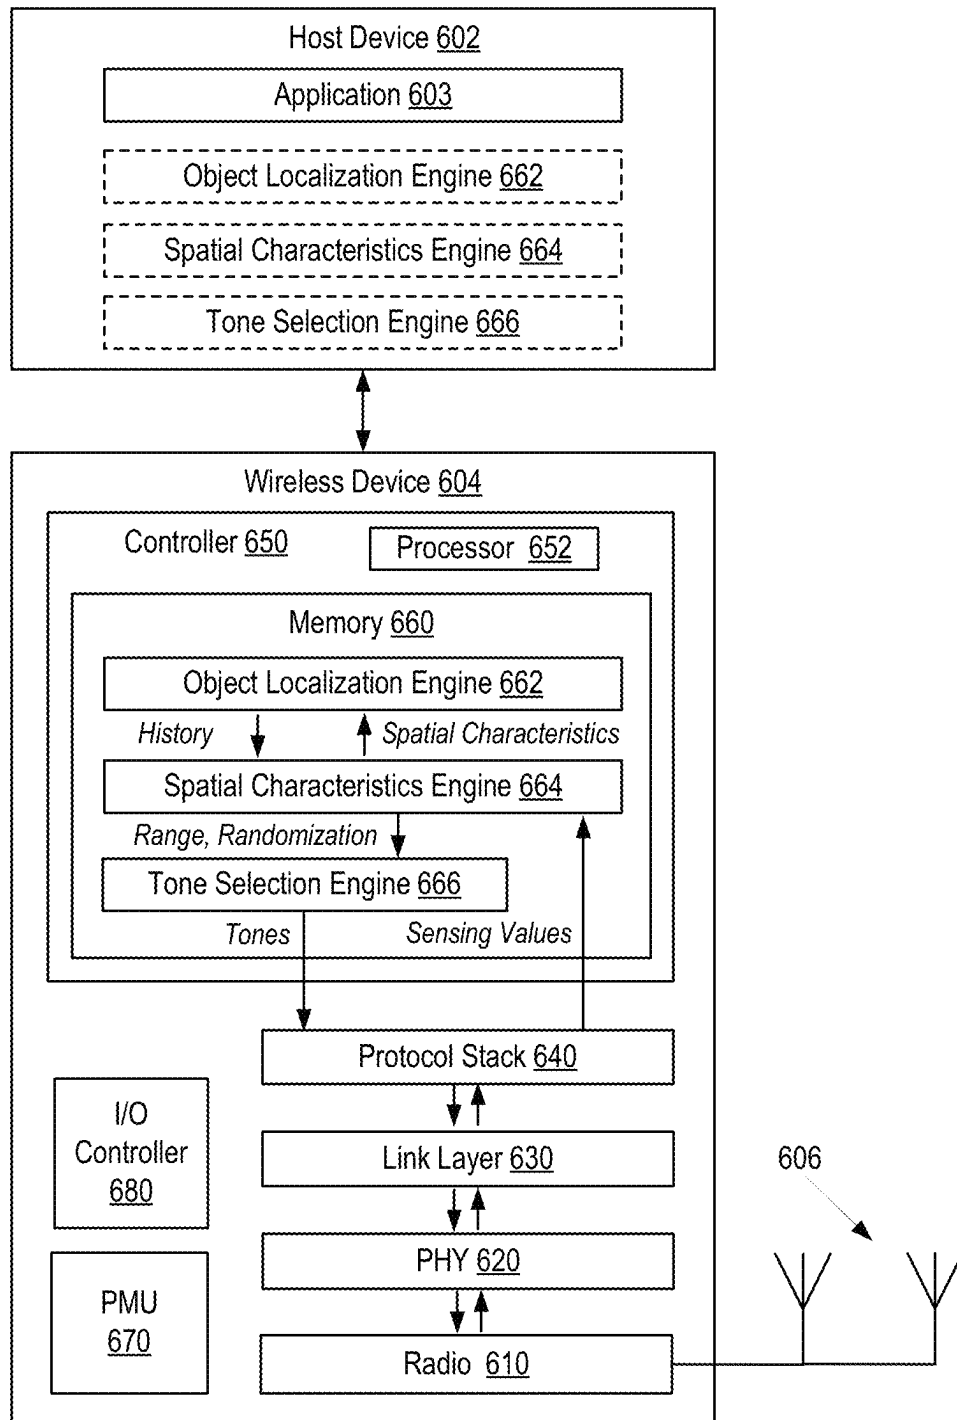 Host Device 602
Application 603
Object Localization Engine 662
Spatial Characteristics Engine 664
Tone Selection Engine 666
Wireless Device 604
Controller 650
Processor 652
Memory 660
Object Localization Engine 662
History
Spatial Characteristics
Spatial Characteristics Engine 664
Range, Randomization
Tone Selection Engine 666
Tones
Sensing Values
Protocol Stack 640
I/O
Controller
680
Link Layer 630
606
PHY 620
PMU
670
Radio 610